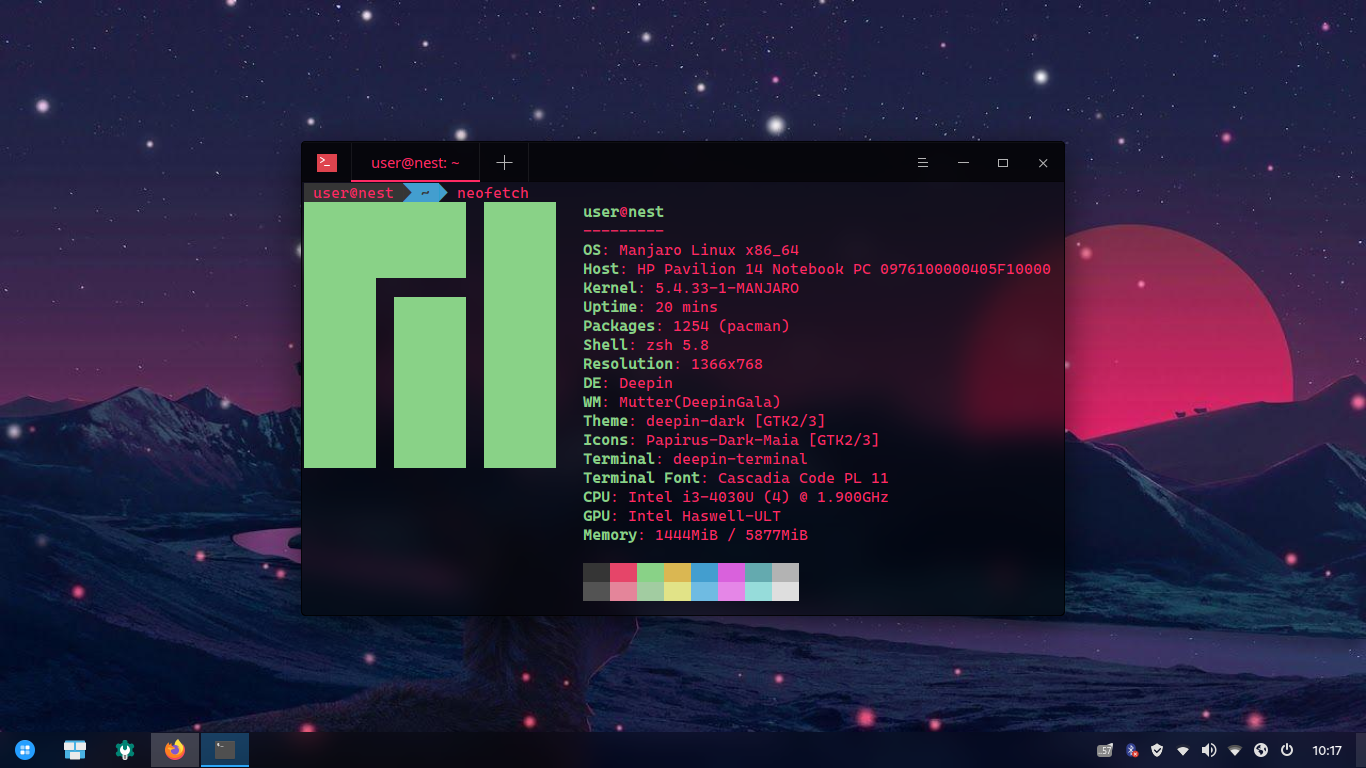 user@nest: ~
user@nest ~ neofetch
user@nest
---------
OS: Manjaro Linux x86_64
Host: HP Pavilion 14 Notebook PC 0976100000405F10000
Kernel: 5.4.33-1-MANJARO
Uptime: 20 mins
Packages: 1254 (pacman)
Shell: zsh 5.8
Resolution: 1366x768
DE: Deepin
WM: Mutter(DeepinGala)
Theme: deepin-dark [GTK2/3]
Icons: Papirus-Dark-Maia [GTK2/3]
Terminal: deepin-terminal
Terminal Font: Cascadia Code PL 11
CPU: Intel i3-4030U (4) @ 1.900GHz
GPU: Intel Haswell-ULT
Memory: 1444MiB / 5877MiB
57
10:17